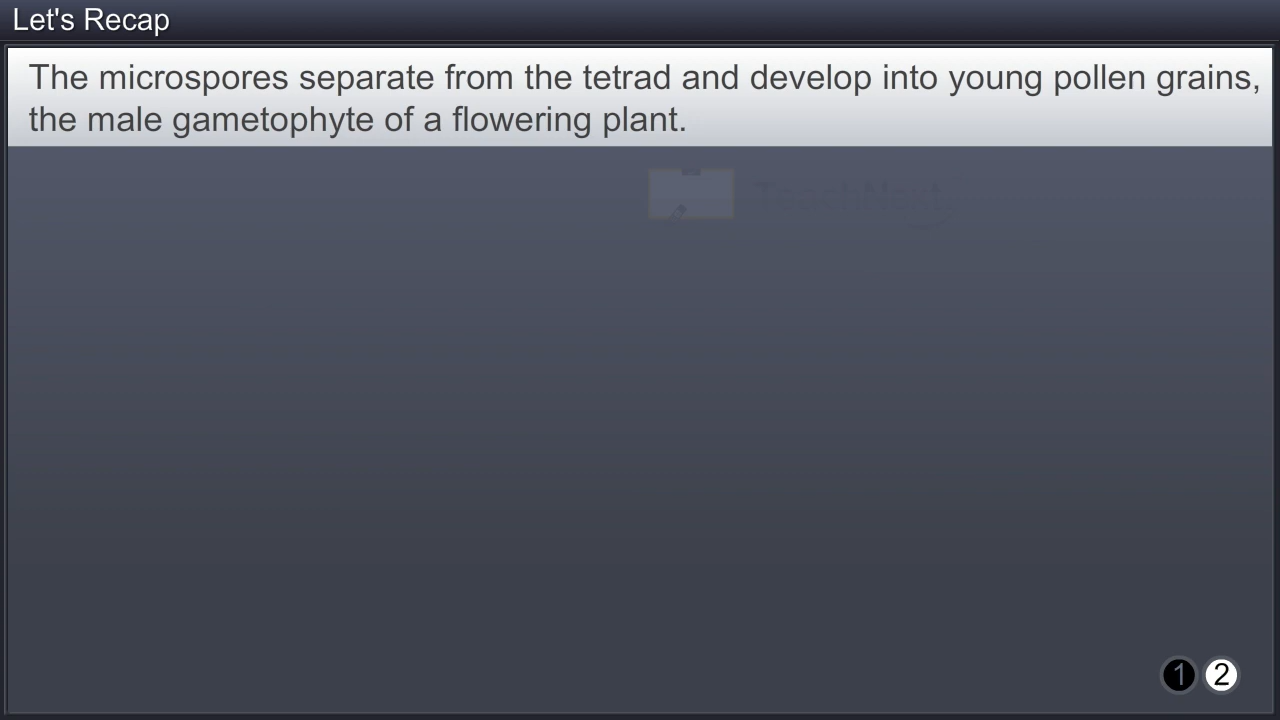 Let's Recap
The microspores separate from the tetrad and develop into young pollen grains,
the male gametophyte of a flowering plant.
TeachNext
1 2